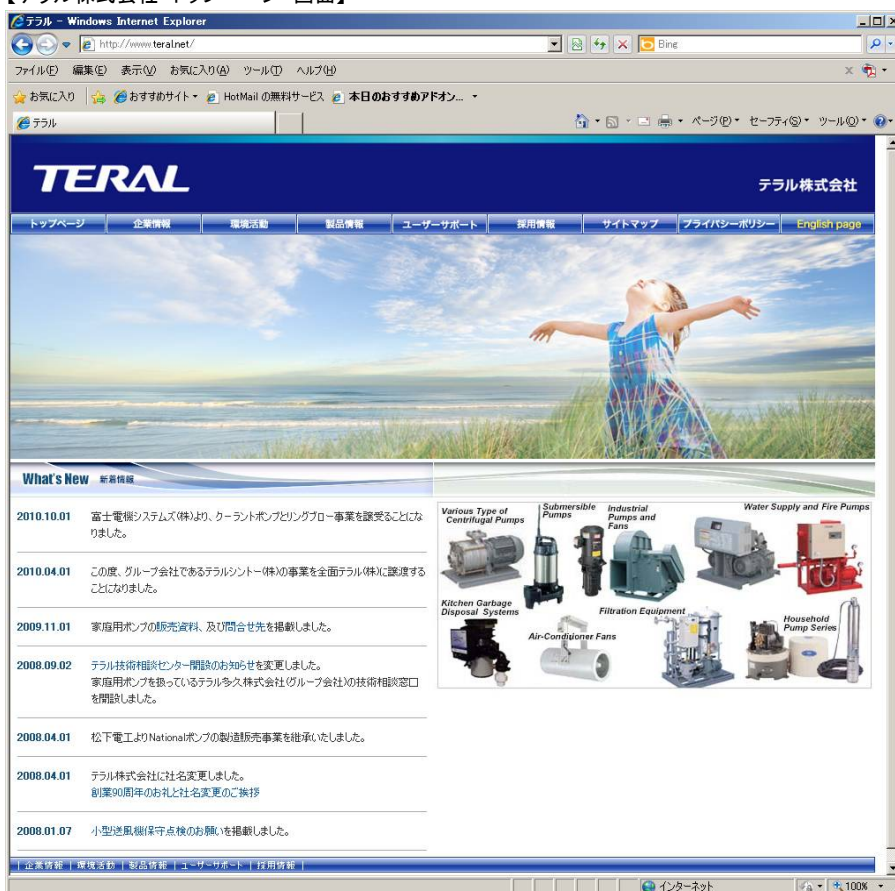 テラル - Windows Internet Explorer
http://www.teral.net/
Bing
ファイル(F) 編集(E) 表示(V) お気に入り(A) ツール(T) ヘルプ(H)
お気に入り おすすめサイト HotMail の無料サービス 本日のおすすめアドオン...
テラル
ページ(P) セーフティ(S) ツール(O)
TERAL
テラル株式会社
トップページ 企業情報 環境活動 製品情報 ユーザーサポート 採用情報 サイトマップ プライバシーポリシー English page
What's New 新着情報
2010.10.01 富士電機システムズ(株)より、クーラントポンプとリングブロー事業を譲受ることにな
りました。
2010.04.01 この度、グループ会社であるテラルシントー(株)の事業を全面テラル(株)に譲渡する
ことになりました。
2009.11.01 家庭用ポンプの販売資料、及び問合せ先を掲載しました。
2008.09.02 テラル技術相談センター開設のお知らせを変更しました。
家庭用ポンプを扱っているテラル多久株式会社(グループ会社)の技術相談窓口
を開設しました。
2008.04.01 松下電工よりNationalポンプの製造販売事業を継承いたしました。
2008.04.01 テラル株式会社に社名変更しました。
創業90周年のお礼と社名変更のご挨拶
2008.01.07 小型送風機保守点検のお願いを掲載しました。
Various Type of
Centrifugal Pumps
Submersible
Pumps
Industrial
Pumps and
Fans
Water Supply and Fire Pumps
Kitchen Garbage
Disposal Systems
Air-Conditioner Fans
Filtration Equipment
Household
Pump Series
| 企業情報 | 環境活動 | 製品情報 | ユーザーサポート | 採用情報 |
インターネット
100%